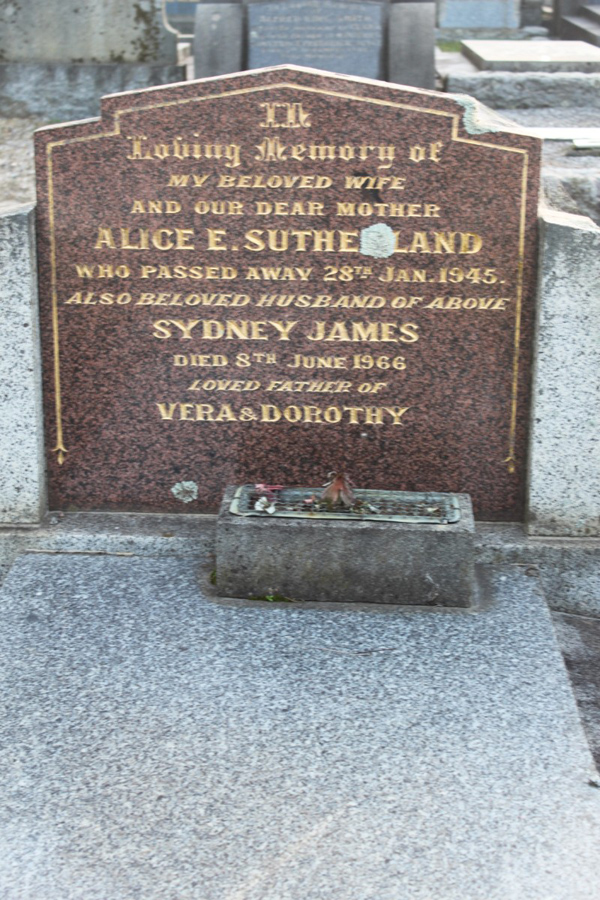 In
Loving Memory of
MY BELOVED WIFE
AND OUR DEAR MOTHER
ALICE E. SUTHERLAND
WHO PASSED AWAY 28TH JAN. 1945.
ALSO BELOVED HUSBAND OF ABOVE
SYDNEY JAMES
DIED 8TH JUNE 1966
LOVED FATHER OF
VERA & DOROTHY